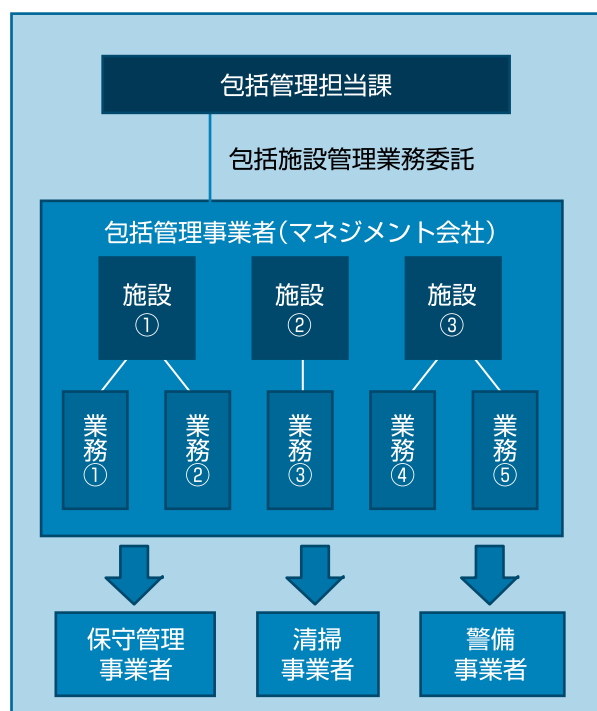 包括管理担当課
包括施設管理業務委託
包括管理事業者(マネジメント会社)
施設
①
施設
②
施設
③
業務①
業務②
業務③
業務④
業務⑤
保守管理
事業者
清掃
事業者
警備
事業者